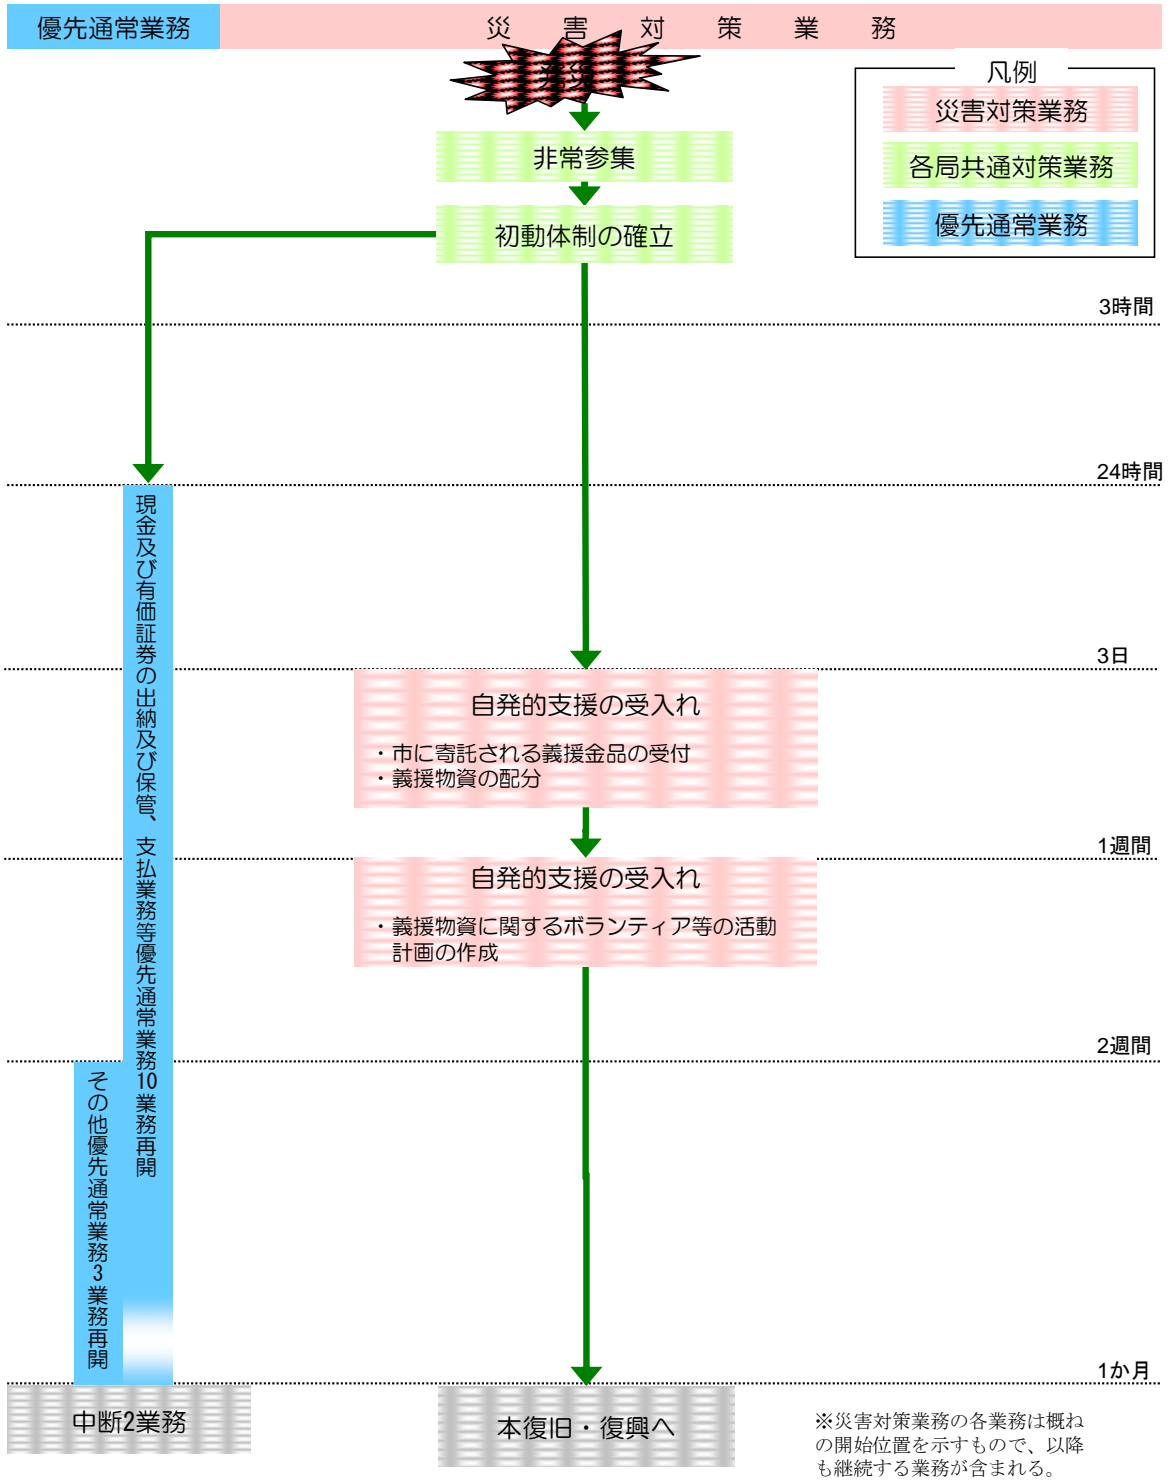 優先通常業務
災害対策業務
発災
凡例
災害対策業務
各局共通対策業務
優先通常業務
非常参集
初動体制の確立
3時間
24時間
現金及び有価証券の出納及び保管、支払業務等優先通常業務10業務再開
3日
自発的支援の受入れ
・市に寄託される義援金品の受付
・義援物資の配分
1週間
自発的支援の受入れ
・義援物資に関するボランティア等の活動
計画の作成
2週間
その他優先通常業務3業務再開
1か月
中断2業務
本復旧・復興へ
※災害対策業務の各業務は概ね
の開始位置を示すもので、以降
も継続する業務が含まれる。